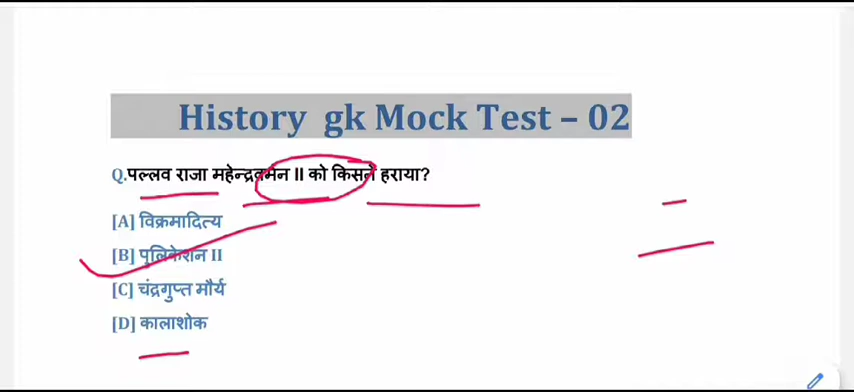 History gk Mock Test – 02
Q.पल्लव राजा महेन्द्रवर्मन II को किसने हराया?
[A] विक्रमादित्य
[B] पुलिकेशन II
[C] चंद्रगुप्त मौर्य
[D] कालाशोक